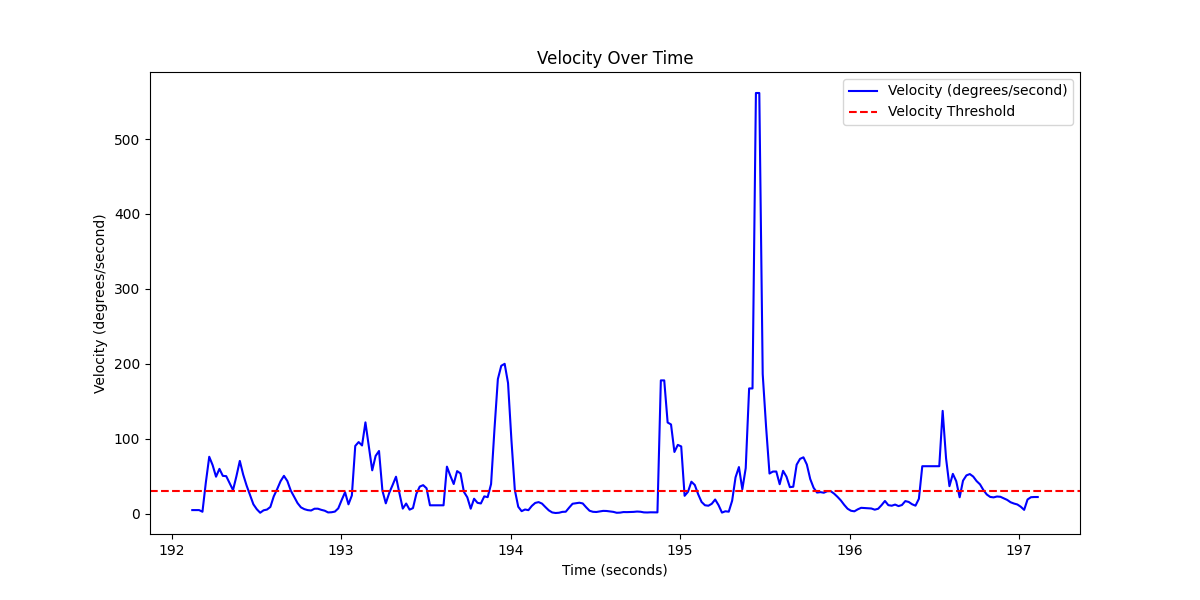 Velocity Over Time
Velocity (degrees/second)
Velocity Threshold
Velocity (degrees/second)
500
400
300
200
100
0
192 193 194 195 196 197
Time (seconds)